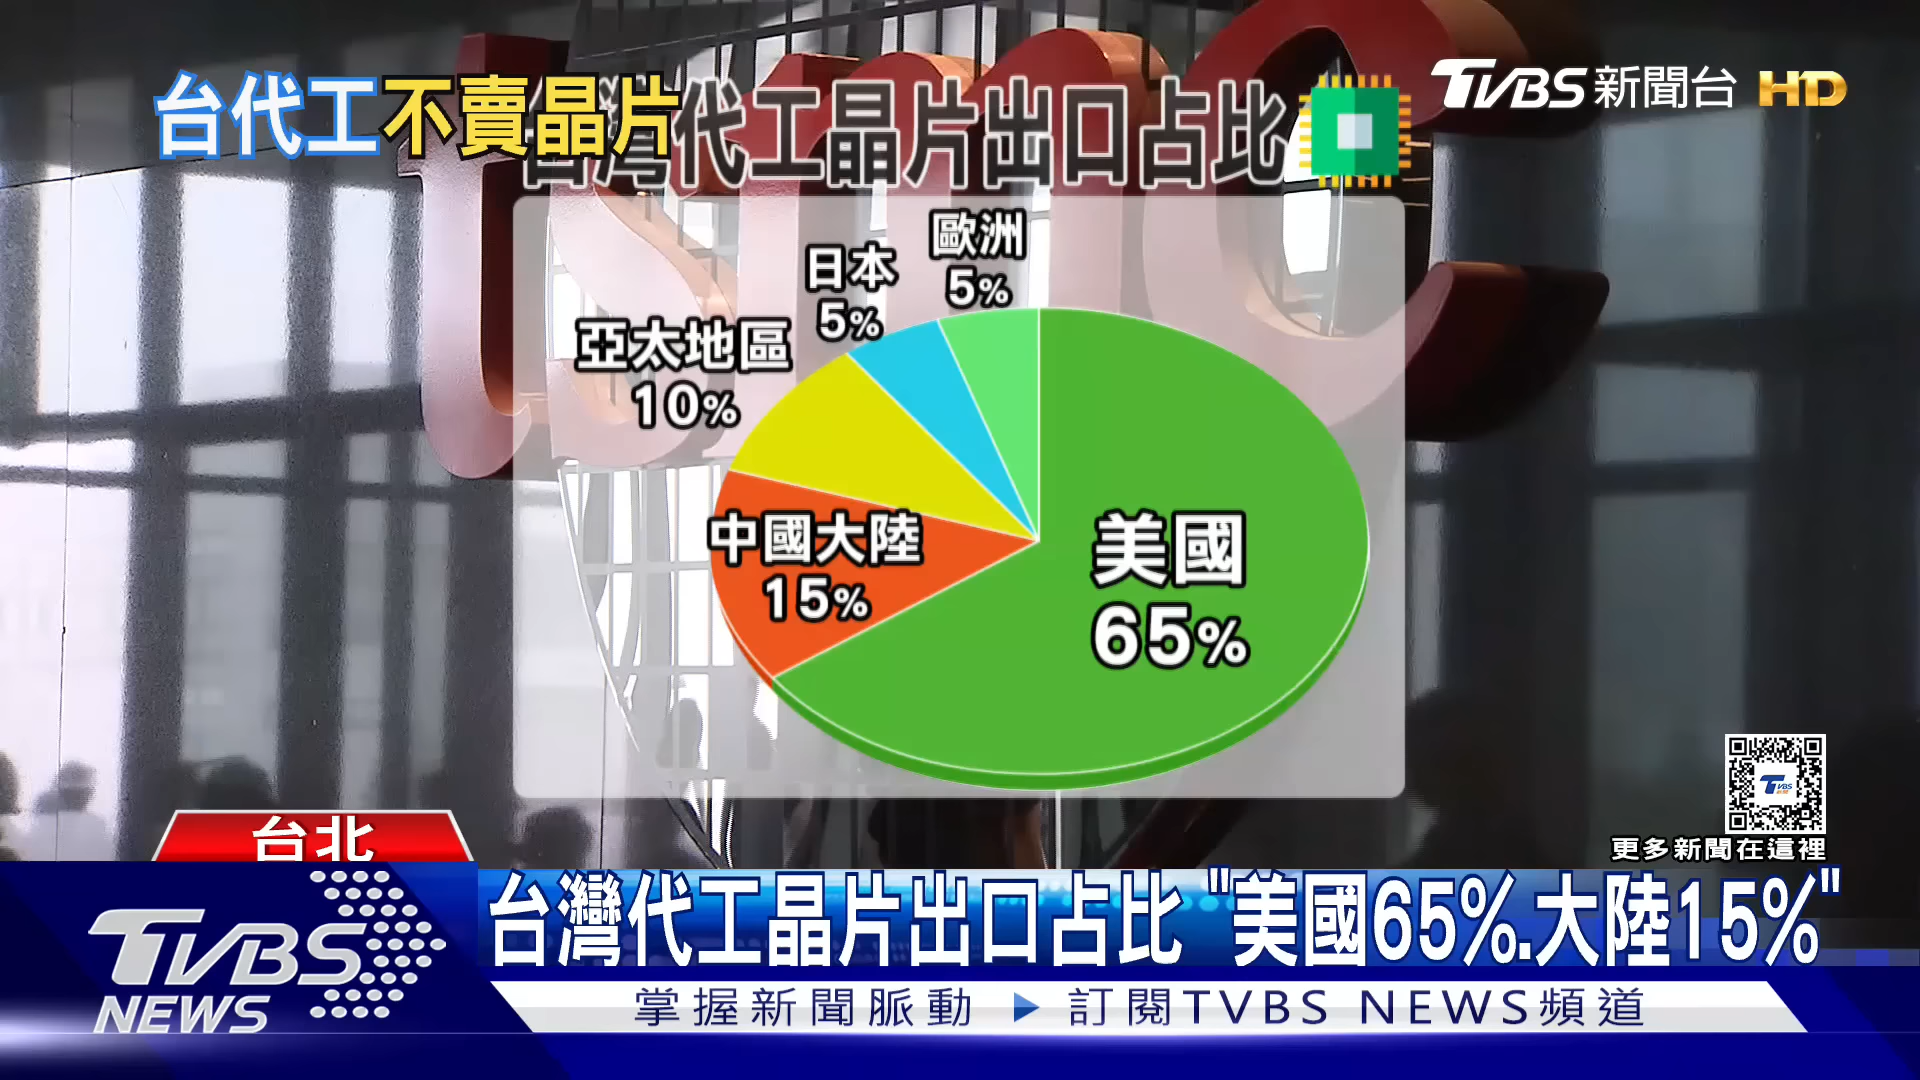 台代工不賣晶片
台灣代工晶片出口占比
TVBS新聞台 HD
tsmc
歐洲
5%
日本
5%
亞太地區
10%
中國大陸
15%
美國
65%
TVBS
更多新聞在這裡
台北
台灣代工晶片出口占比 "美國65%.大陸15%"
TVBS
NEWS
掌握新聞脈動 ▶ 訂閱TVBS NEWS頻道